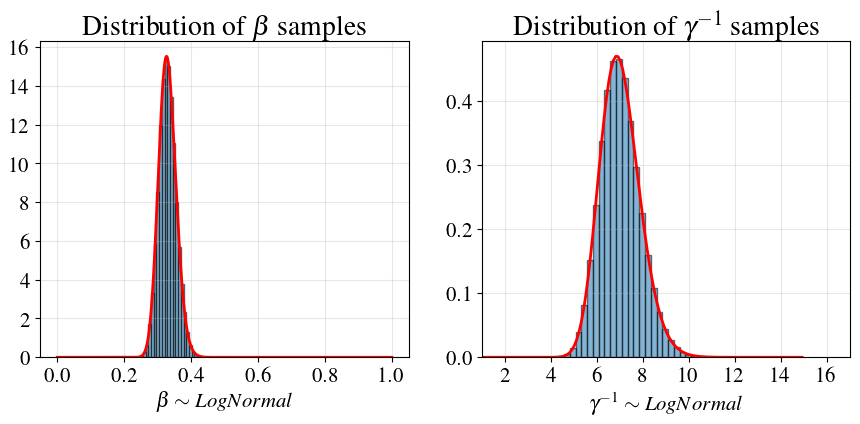 Distribution of β samples
16
14
12
10
8
6
4
2
0
0.0 0.2 0.4 0.6 0.8 1.0
β ~ LogNormal
Distribution of γ⁻¹ samples
0.4
0.3
0.2
0.1
0.0
2 4 6 8 10 12 14 16
γ⁻¹ ~ LogNormal